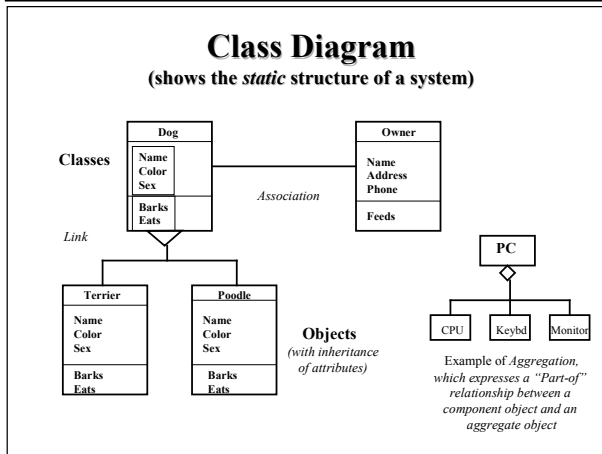 Class Diagram
(shows the static structure of a system)
Classes
Dog
Name
Color
Sex
Barks
Eats
Association
Owner
Name
Address
Phone
Feeds
Link
Terrier
Name
Color
Sex
Barks
Eats
Poodle
Name
Color
Sex
Barks
Eats
Objects
(with inheritance
of attributes)
PC
CPU
Keybd
Monitor
Example of Aggregation,
which expresses a “Part-of”
relationship between a
component object and an
aggregate object